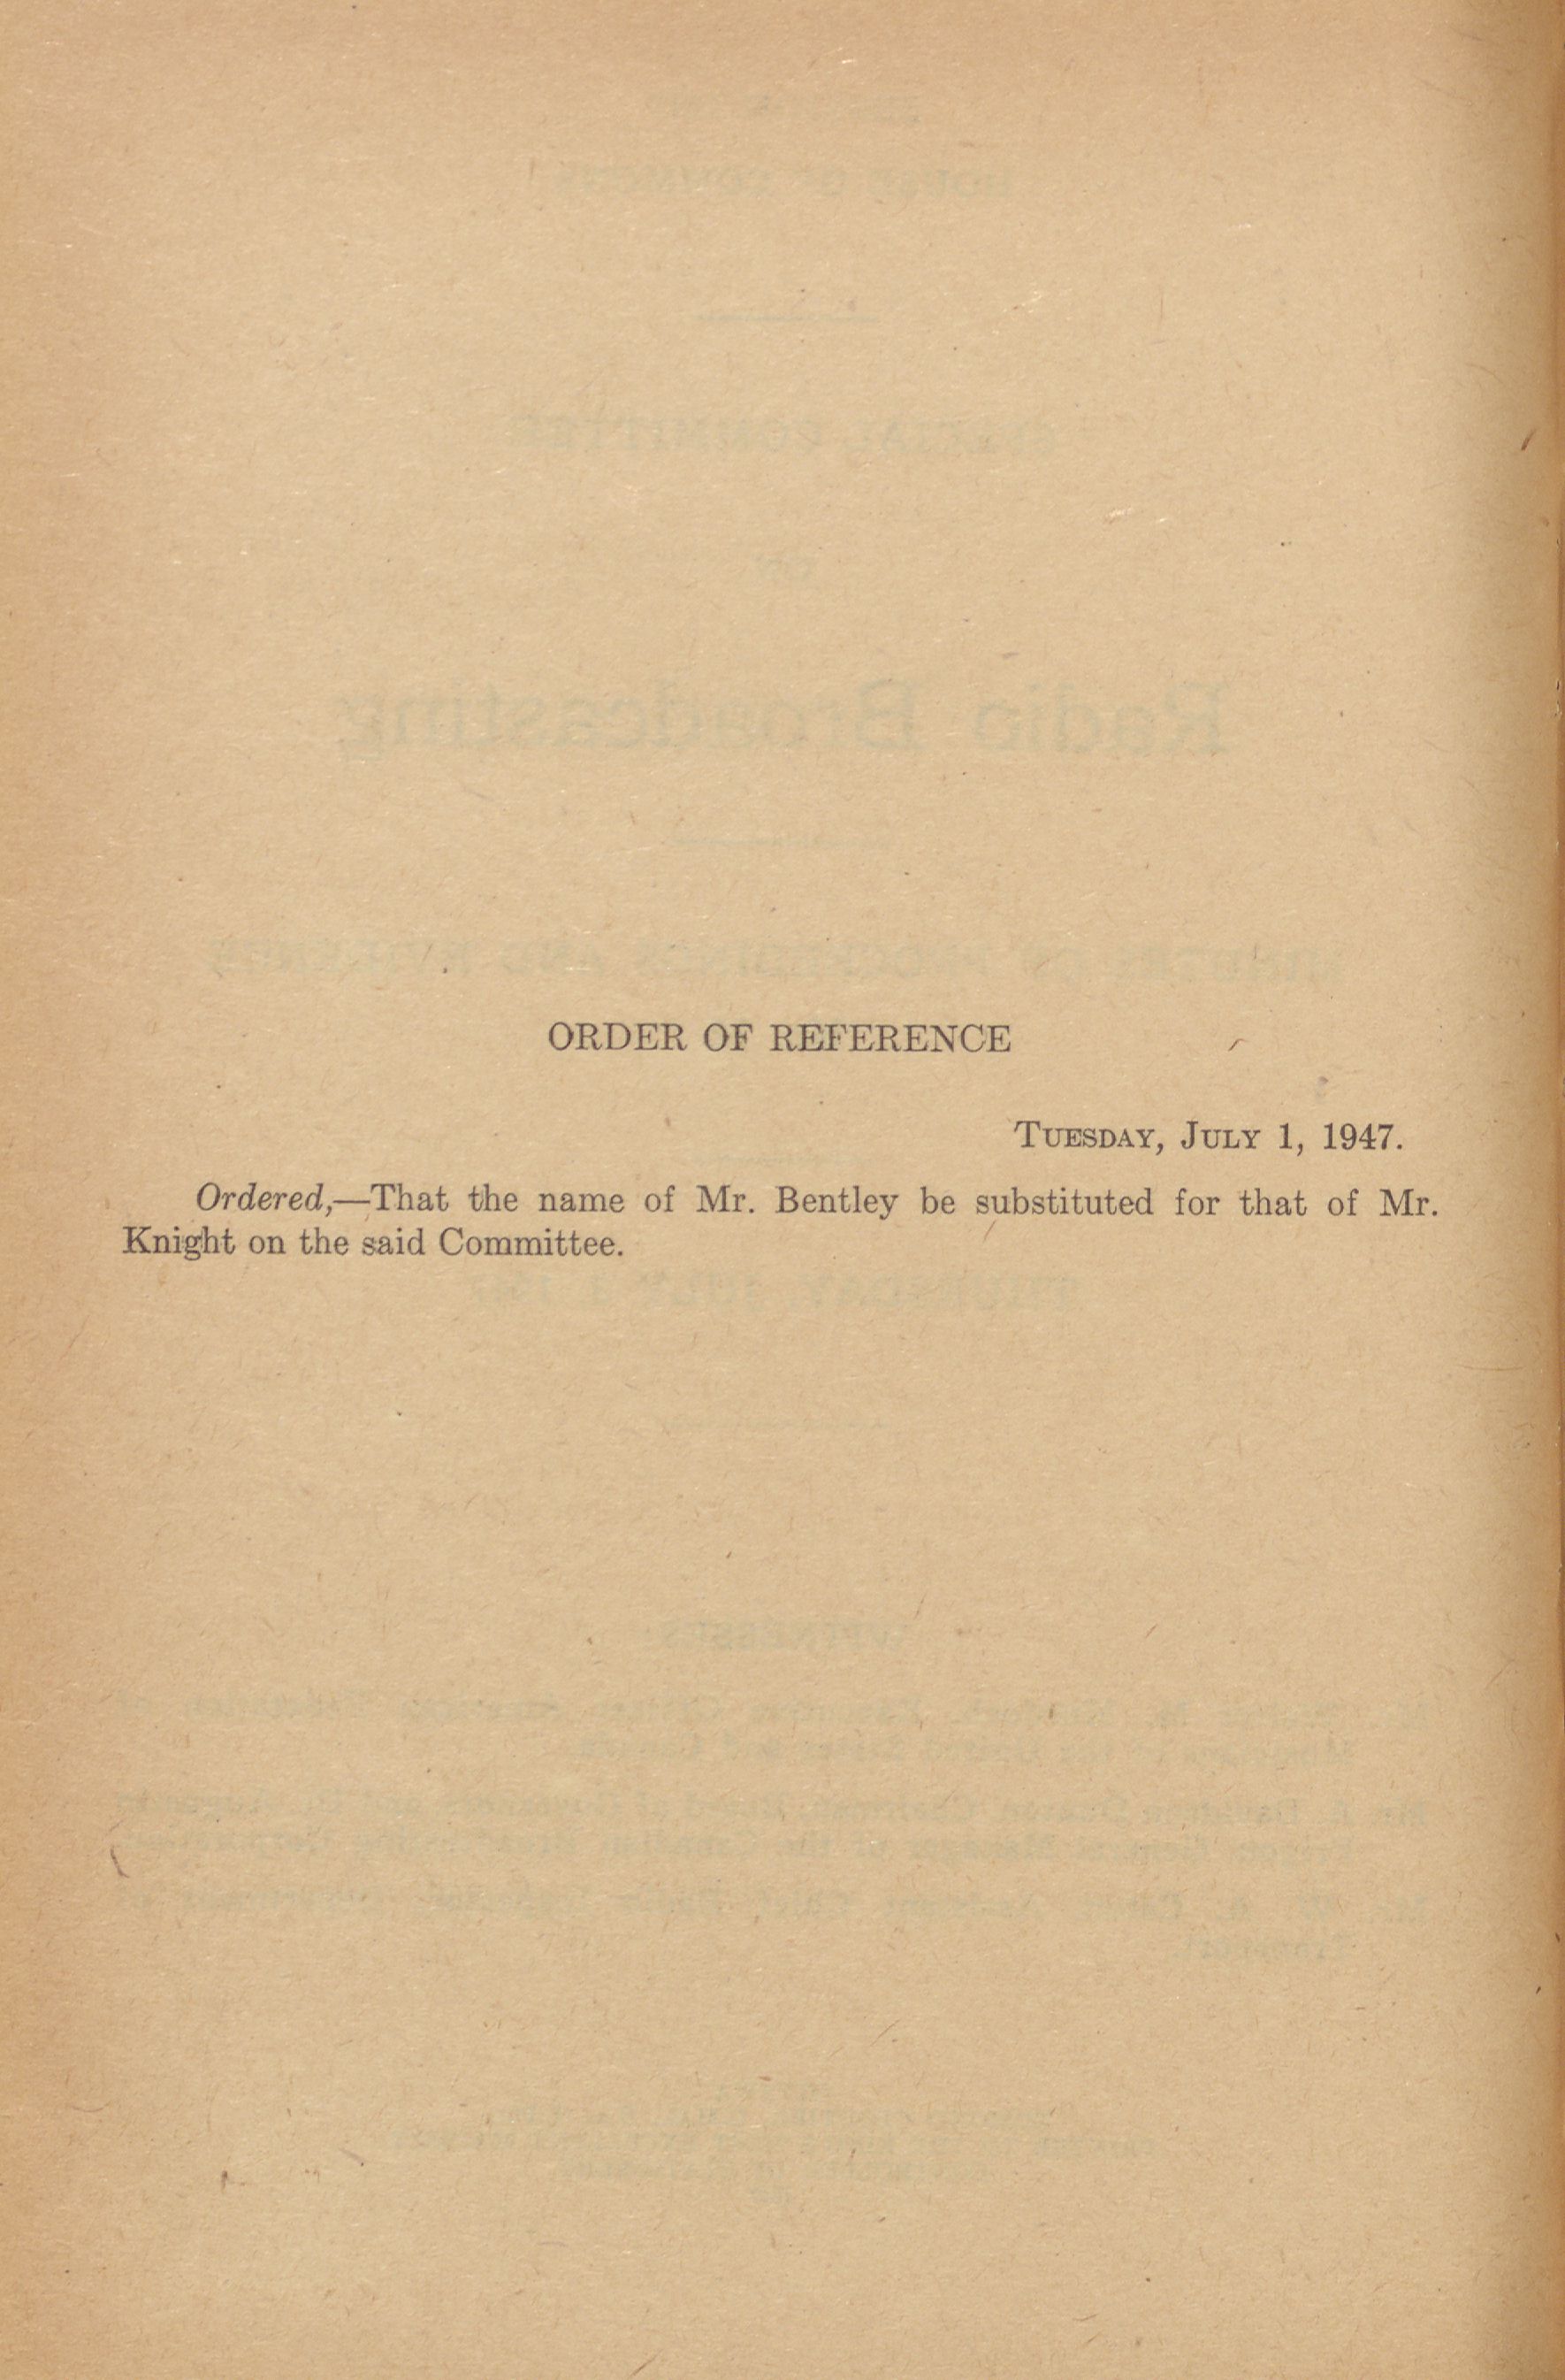 ORDER OF REFERENCE
TUESDAY, JULY 1, 1947.
Ordered,—That the name of Mr. Bentley be substituted for that of Mr.
Knight on the said Committee.